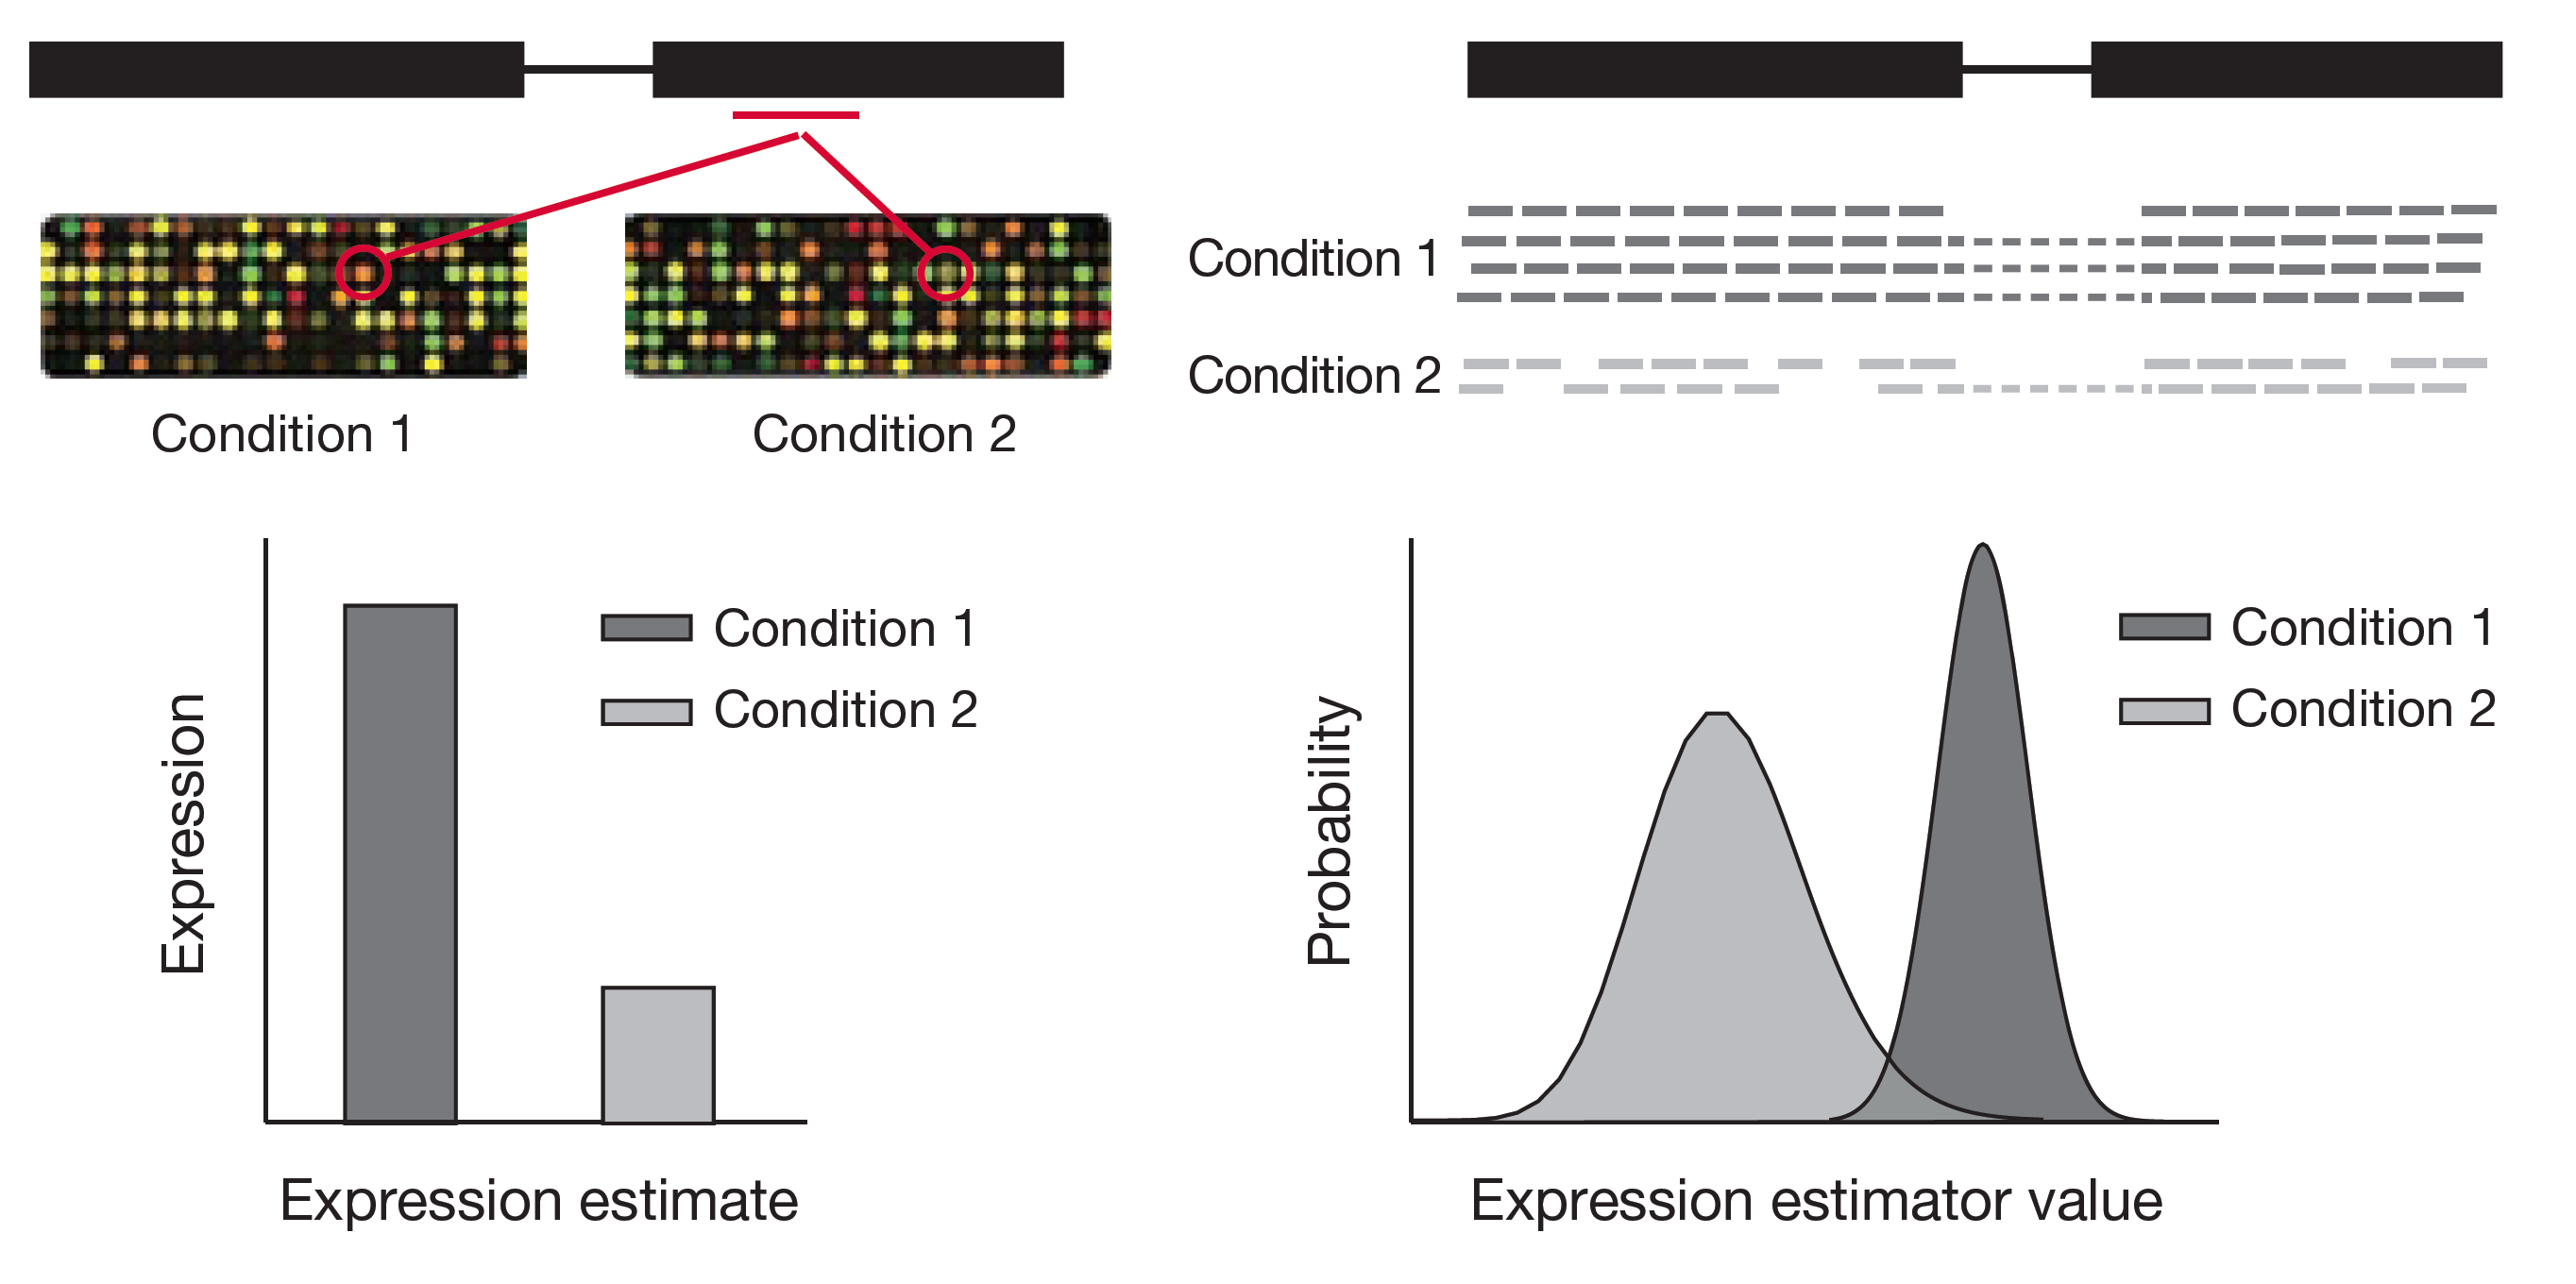 Condition 1
Condition 2
Expression
Condition 1
Condition 2
Expression estimate
Condition 1
Condition 2
Probability
Condition 1
Condition 2
Expression estimator value